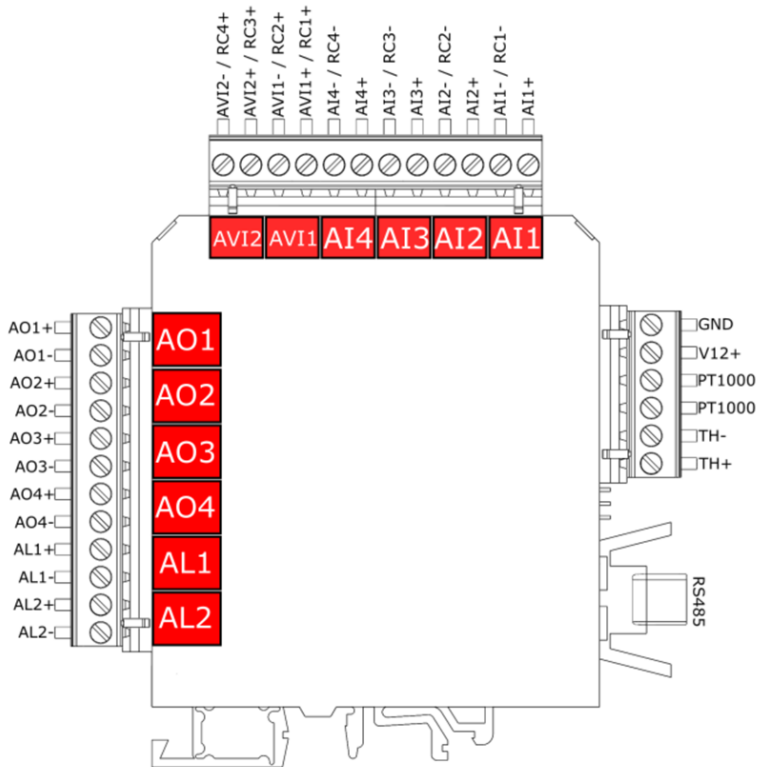 AVI2- / RC4+
AVI2+ / RC3+
AVI1- / RC2+
AVI1+ / RC1+
AI4- / RC4-
AI4+
AI3- / RC3-
AI3+
AI2- / RC2-
AI2+
AI1- / RC1-
AI1+
AVI2
AVI1
AI4
AI3
AI2
AI1
AO1+
AO1-
AO2+
AO2-
AO3+
AO3-
AO4+
AO4-
AL1+
AL1-
AL2+
AL2-
AO1
AO2
AO3
AO4
AL1
AL2
GND
V12+
PT1000
PT1000
TH-
TH+
RS485